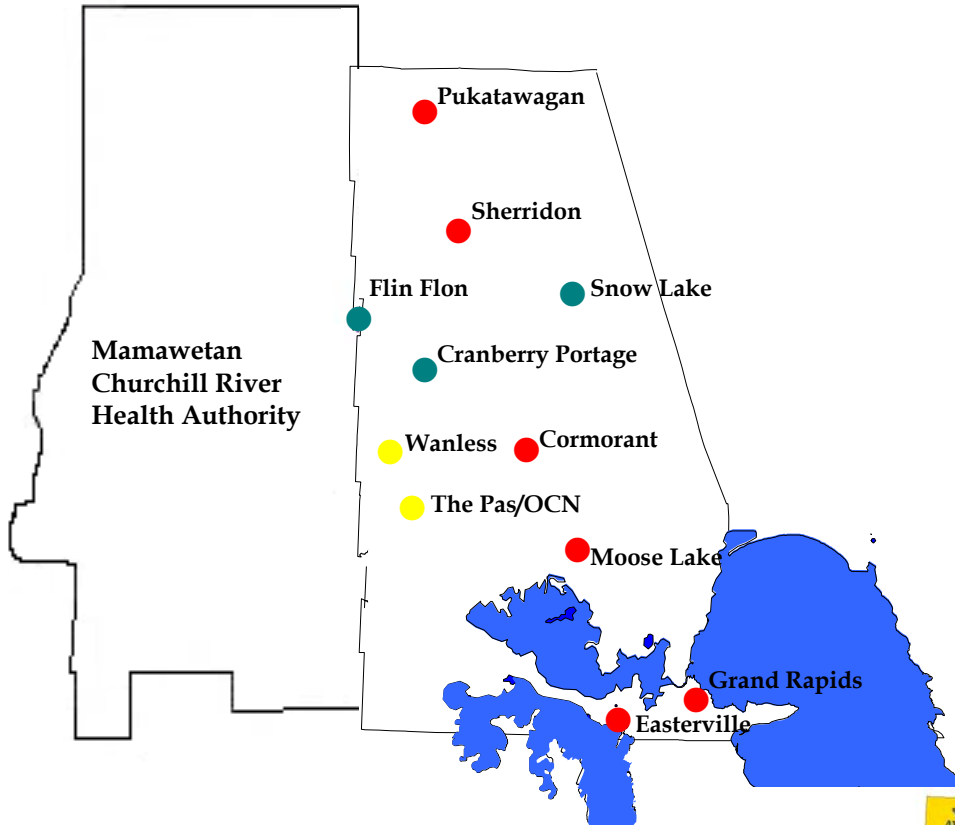 Pukatawagan
Sherridon
Flin Flon
Snow Lake
Mamawetan
Churchill River
Health Authority
Cranberry Portage
Wanless
Cormorant
The Pas/OCN
Moose Lake
Grand Rapids
Easterville